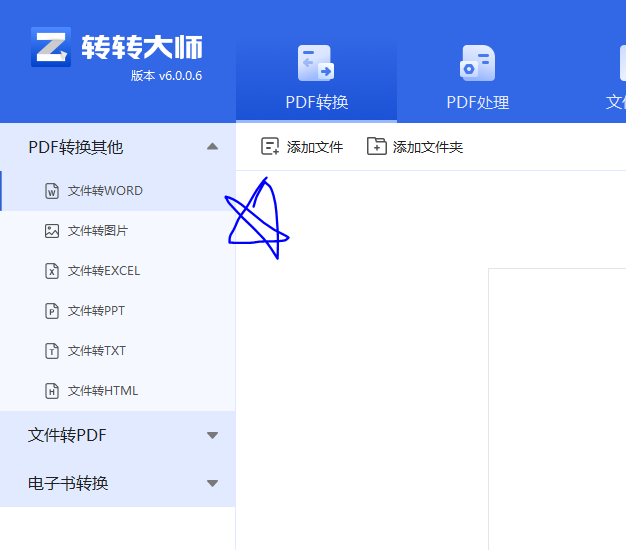 转转大师
版本 v6.0.0.6
PDF转换
PDF处理
文
PDF转换其他
添加文件
添加文件夹
文件转WORD
文件转图片
文件转EXCEL
文件转PPT
文件转TXT
文件转HTML
文件转PDF
电子书转换